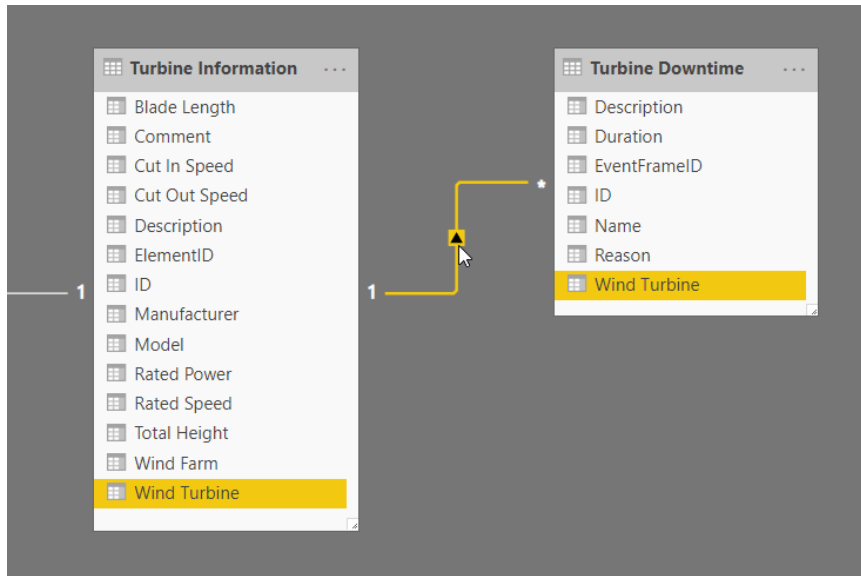 Turbine Information ...
Blade Length
Comment
Cut In Speed
Cut Out Speed
Description
ElementID
ID
Manufacturer
Model
Rated Power
Rated Speed
Total Height
Wind Farm
Wind Turbine
1
1
*
Turbine Downtime ...
Description
Duration
EventFrameID
ID
Name
Reason
Wind Turbine